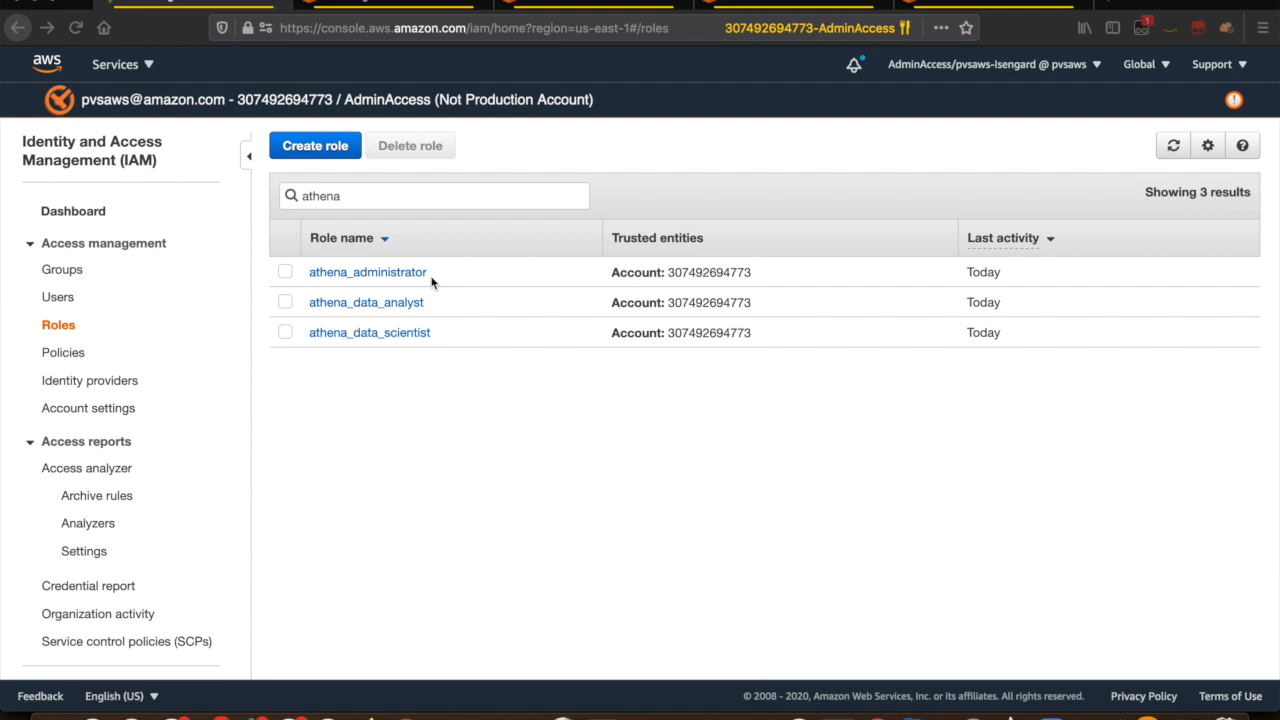 https://console.aws.amazon.com/iam/home?region=us-east-1#/roles
307492694773-AdminAccess
1
aws
Services
AdminAccess/pvsaws-Isengard @ pvsaws
Global
Support
pvsaws@amazon.com - 307492694773 / AdminAccess (Not Production Account)
Identity and Access
Management (IAM)
Dashboard
Access management
Groups
Users
Roles
Policies
Identity providers
Account settings
Access reports
Access analyzer
Archive rules
Analyzers
Settings
Credential report
Organization activity
Service control policies (SCPs)
Create role
Delete role
athena
Showing 3 results
Role name
Trusted entities
Last activity
athena_administrator
Account: 307492694773
Today
athena_data_analyst
Account: 307492694773
Today
athena_data_scientist
Account: 307492694773
Today
Feedback
English (US)
© 2008 - 2020, Amazon Web Services, Inc. or its affiliates. All rights reserved.
Privacy Policy
Terms of Use